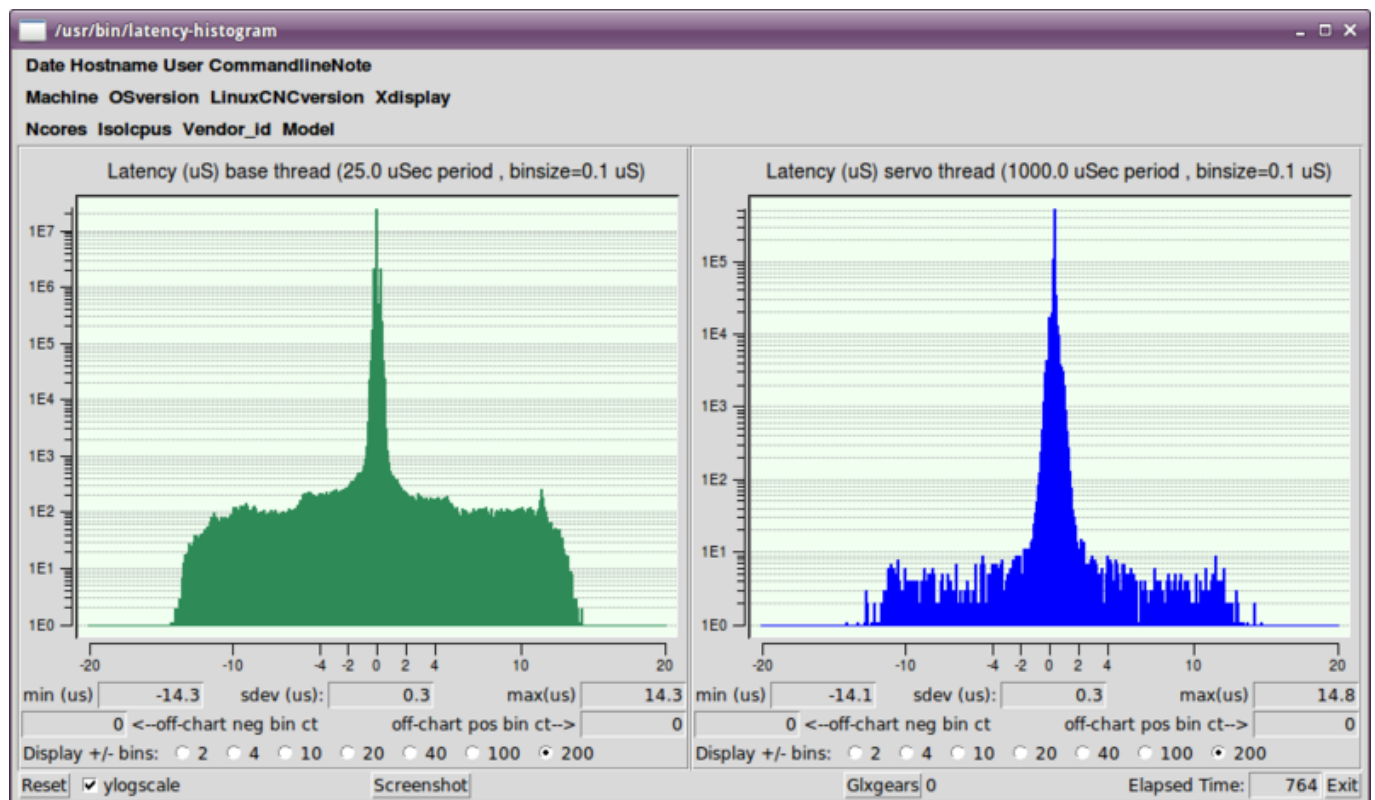 /usr/bin/latency-histogram
Date Hostname User CommandlineNote
Machine OSversion LinuxCNCversion Xdisplay
Ncores Isolcpus Vendor_id Model
Latency (uS) base thread (25.0 uSec period , binsize=0.1 uS)
1E7
1E6
1E5
1E4
1E3
1E2
1E1
1E0
-20 -10 -4 -2 0 2 4 10 20
min (us) -14.3 sdev (us): 0.3 max(us) 14.3
0 <--off-chart neg bin ct off-chart pos bin ct--> 0
Display +/- bins: 2 4 10 20 40 100 200
Latency (uS) servo thread (1000.0 uSec period , binsize=0.1 uS)
1E5
1E4
1E3
1E2
1E1
1E0
-20 -10 -4 -2 0 2 4 10 20
min (us) -14.1 sdev (us): 0.3 max(us) 14.8
0 <--off-chart neg bin ct off-chart pos bin ct--> 0
Display +/- bins: 2 4 10 20 40 100 200
Reset ylogscale Screenshot Glxgears 0 Elapsed Time: 764 Exit